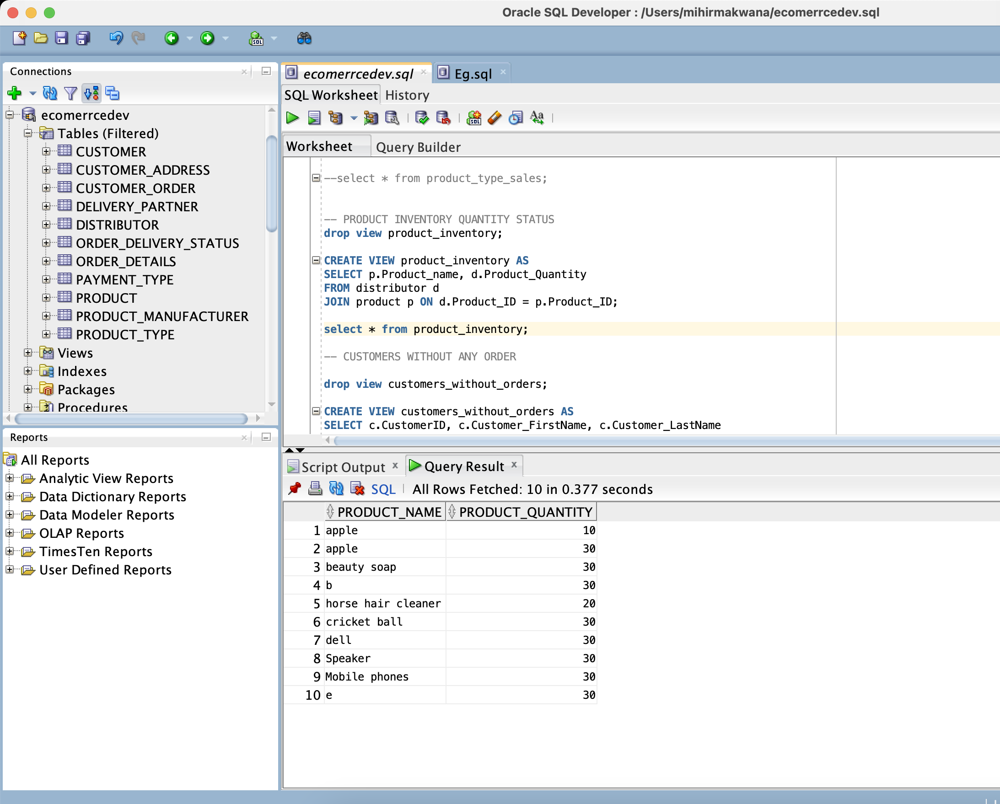 Oracle SQL Developer : /Users/mihirmakwana/ecomerrcedev.sql
Connections
ecomerrcedev
Tables (Filtered)
CUSTOMER
CUSTOMER_ADDRESS
CUSTOMER_ORDER
DELIVERY_PARTNER
DISTRIBUTOR
ORDER_DELIVERY_STATUS
ORDER_DETAILS
PAYMENT_TYPE
PRODUCT
PRODUCT_MANUFACTURER
PRODUCT_TYPE
Views
Indexes
Packages
Procedures
Reports
All Reports
Analytic View Reports
Data Dictionary Reports
Data Modeler Reports
OLAP Reports
TimesTen Reports
User Defined Reports
ecomerrcedev.sql Eg.sql
SQL Worksheet History
Worksheet Query Builder
--select * from product_type_sales;
-- PRODUCT INVENTORY QUANTITY STATUS
drop view product_inventory;
CREATE VIEW product_inventory AS
SELECT p.Product_name, d.Product_Quantity
FROM distributor d
JOIN product p ON d.Product_ID = p.Product_ID;
select * from product_inventory;
-- CUSTOMERS WITHOUT ANY ORDER
drop view customers_without_orders;
CREATE VIEW customers_without_orders AS
SELECT c.CustomerID, c.Customer_FirstName, c.Customer_LastName
Script Output Query Result
SQL All Rows Fetched: 10 in 0.377 seconds
PRODUCT_NAME PRODUCT_QUANTITY
1 apple 10
2 apple 30
3 beauty soap 30
4 b 30
5 horse hair cleaner 20
6 cricket ball 30
7 dell 30
8 Speaker 30
9 Mobile phones 30
10 e 30